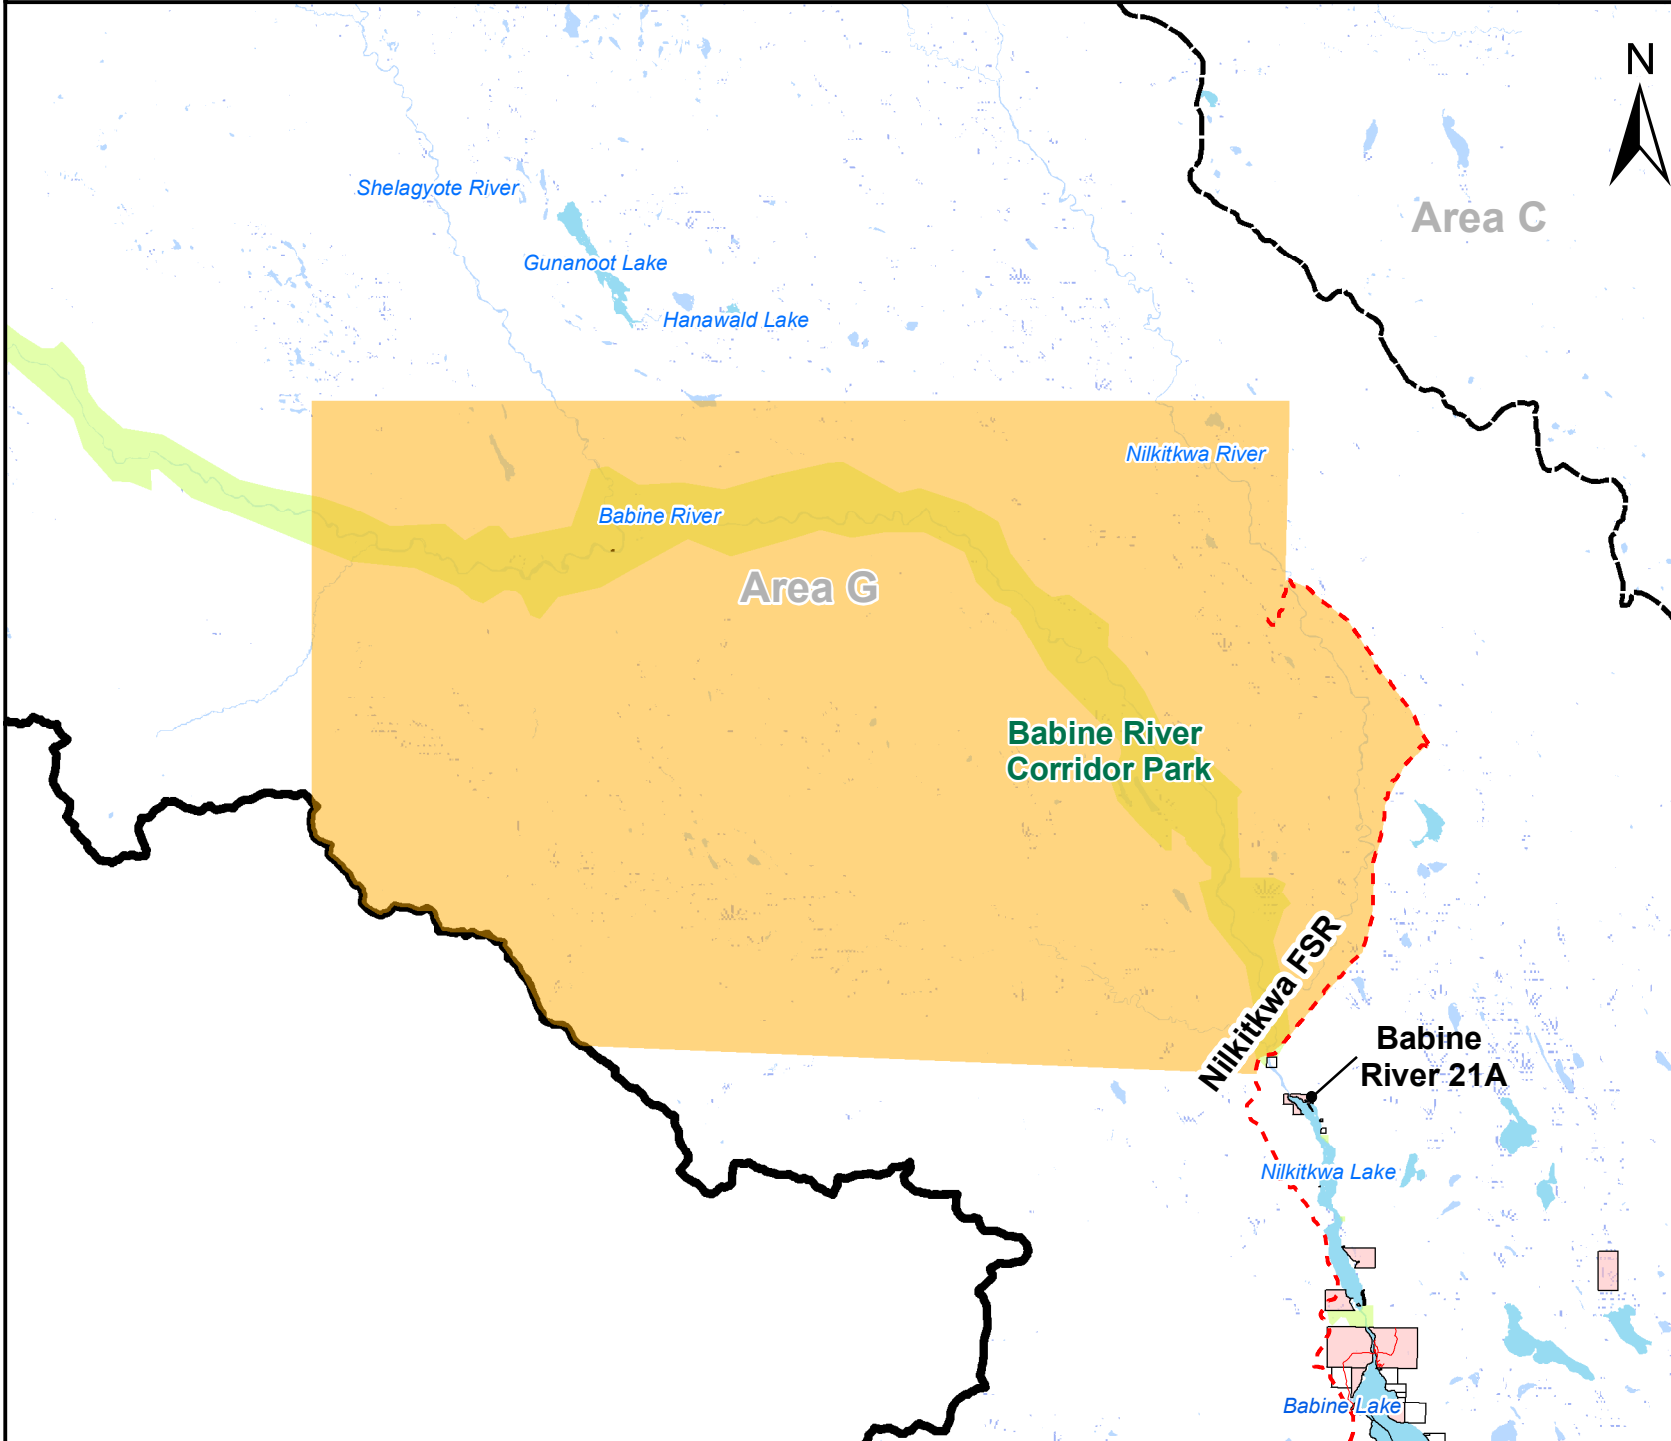 N
Shelagyote River
Area C
Gunanoot Lake
Hanawald Lake
Nilkitkwa River
Babine River
Area G
Babine River
Corridor Park
Nilkitkwa FSR
Babine
River 21A
Nilkitkwa Lake
Babine Lake